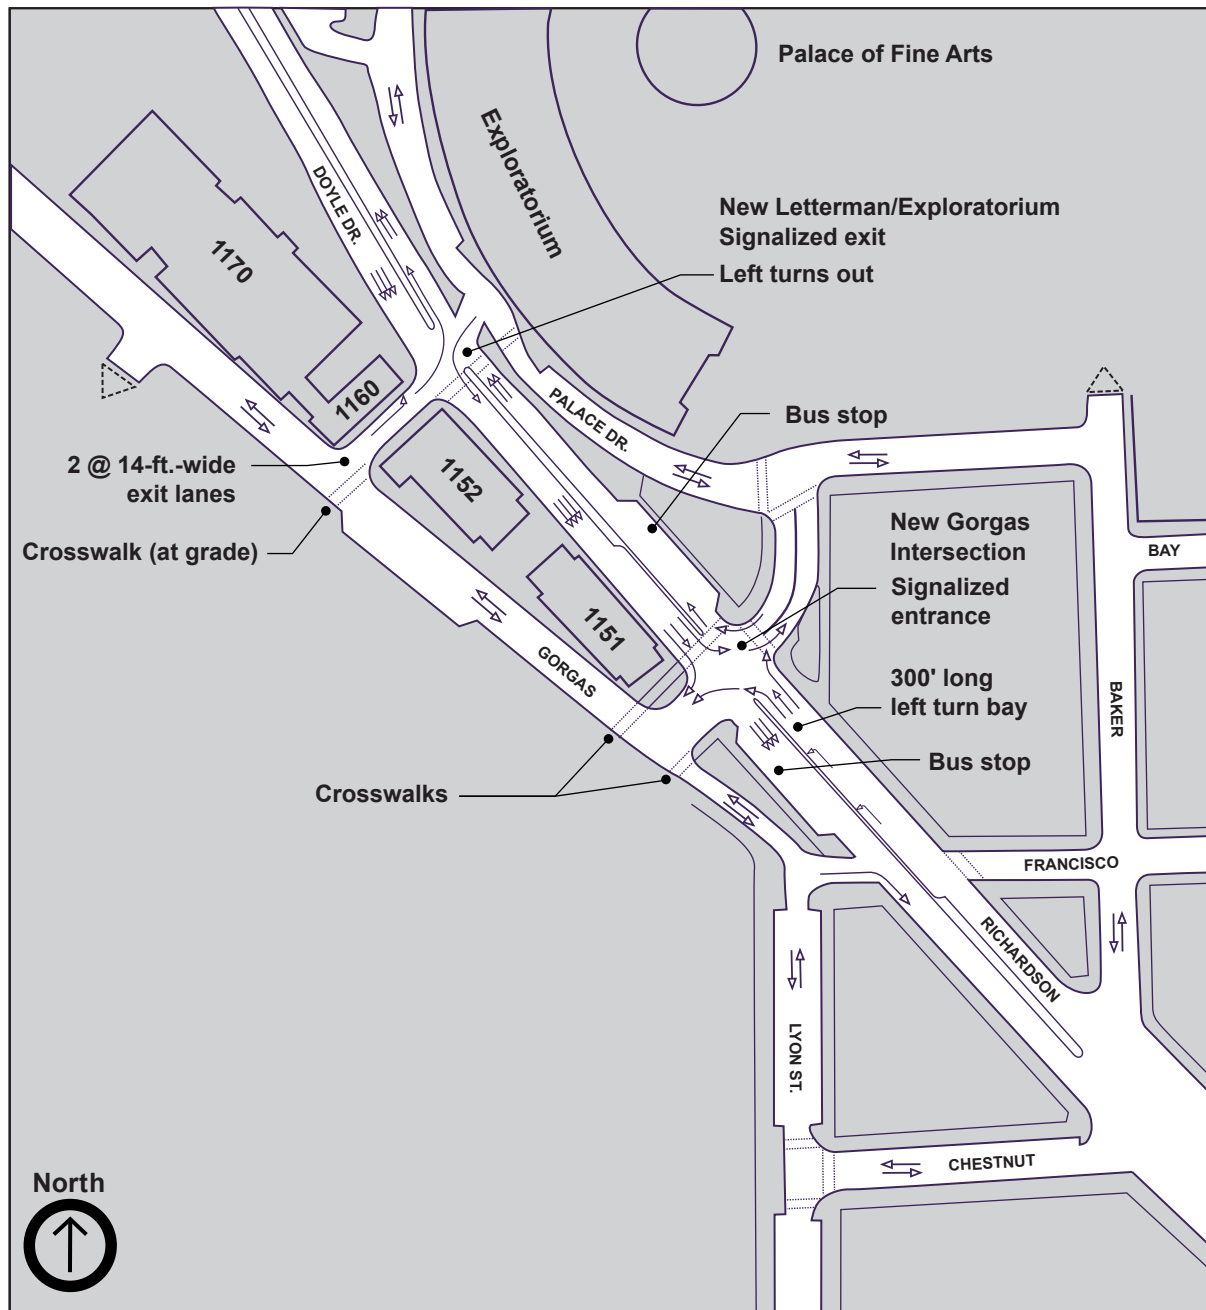 Palace of Fine Arts
Exploratorium
DOYLE DR.
New Letterman/Exploratorium
Signalized exit
Left turns out
1170
1160
PALACE DR.
Bus stop
2 @ 14-ft.-wide
exit lanes
1152
Crosswalk (at grade)
New Gorgas
Intersection
Signalized
entrance
BAY
1151
GORGAS
300' long
left turn bay
BAKER
Bus stop
Crosswalks
FRANCISCO
RICHARDSON
LYON ST.
CHESTNUT
North